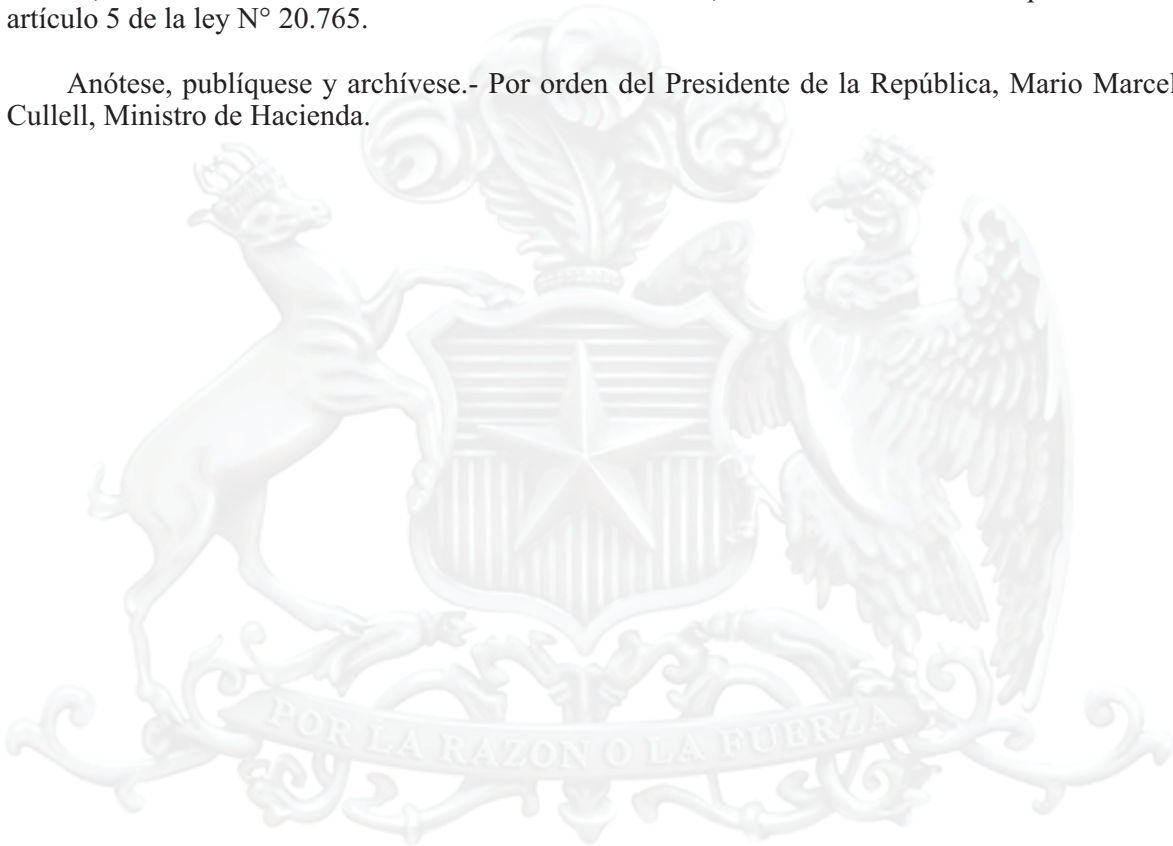 artículo 5 de la ley N° 20.765.
Anótese, publíquese y archívese.- Por orden del Presidente de la República, Mario Marcel
Cullell, Ministro de Hacienda.
POR LA RAZON O LA FUERZA